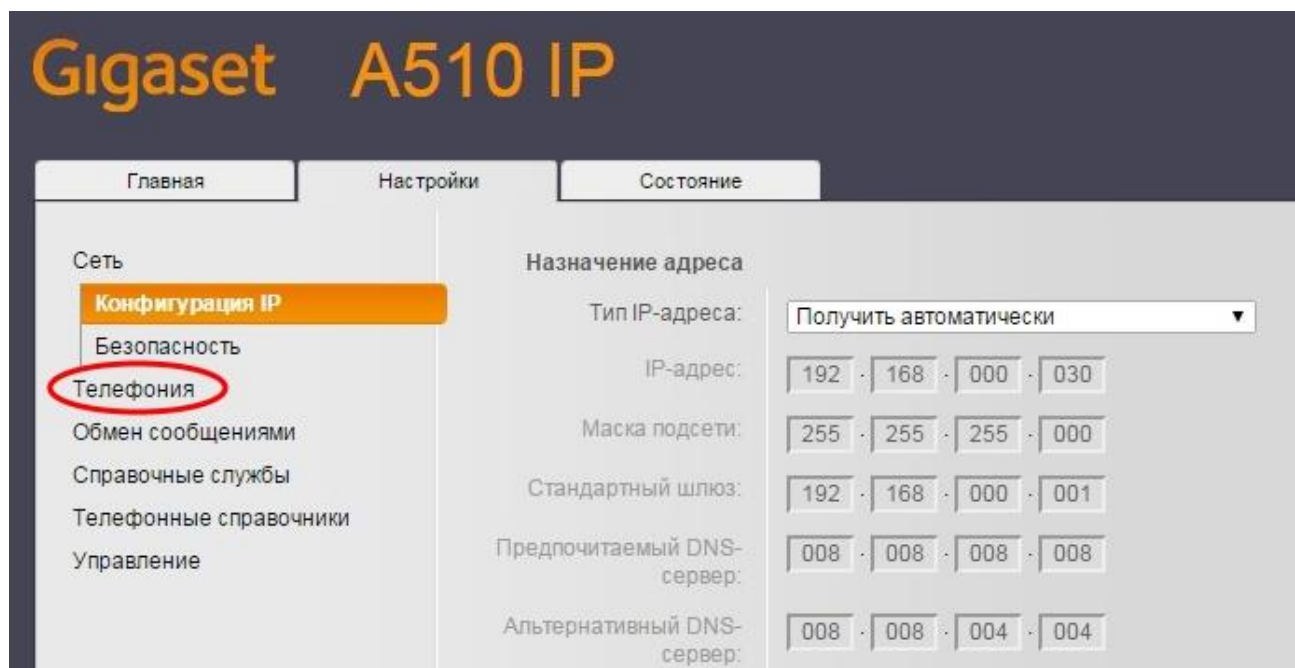 Gigaset A510 IP
Главная Настройки Состояние
Сеть
Конфигурация IP
Безопасность
Телефония
Обмен сообщениями
Справочные службы
Телефонные справочники
Управление
Назначение адреса
Тип IP-адреса: Получить автоматически
IP-адрес: 192 . 168 . 000 . 030
Маска подсети: 255 . 255 . 255 . 000
Стандартный шлюз: 192 . 168 . 000 . 001
Предпочитаемый DNS-
сервер: 008 . 008 . 008 . 008
Альтернативный DNS-
сервер: 008 . 008 . 004 . 004